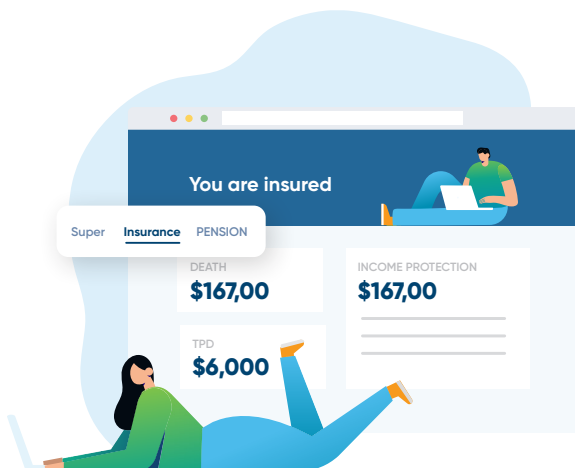 You are insured
Super Insurance PENSION
DEATH
$167,00
INCOME PROTECTION
$167,00
TPD
$6,000